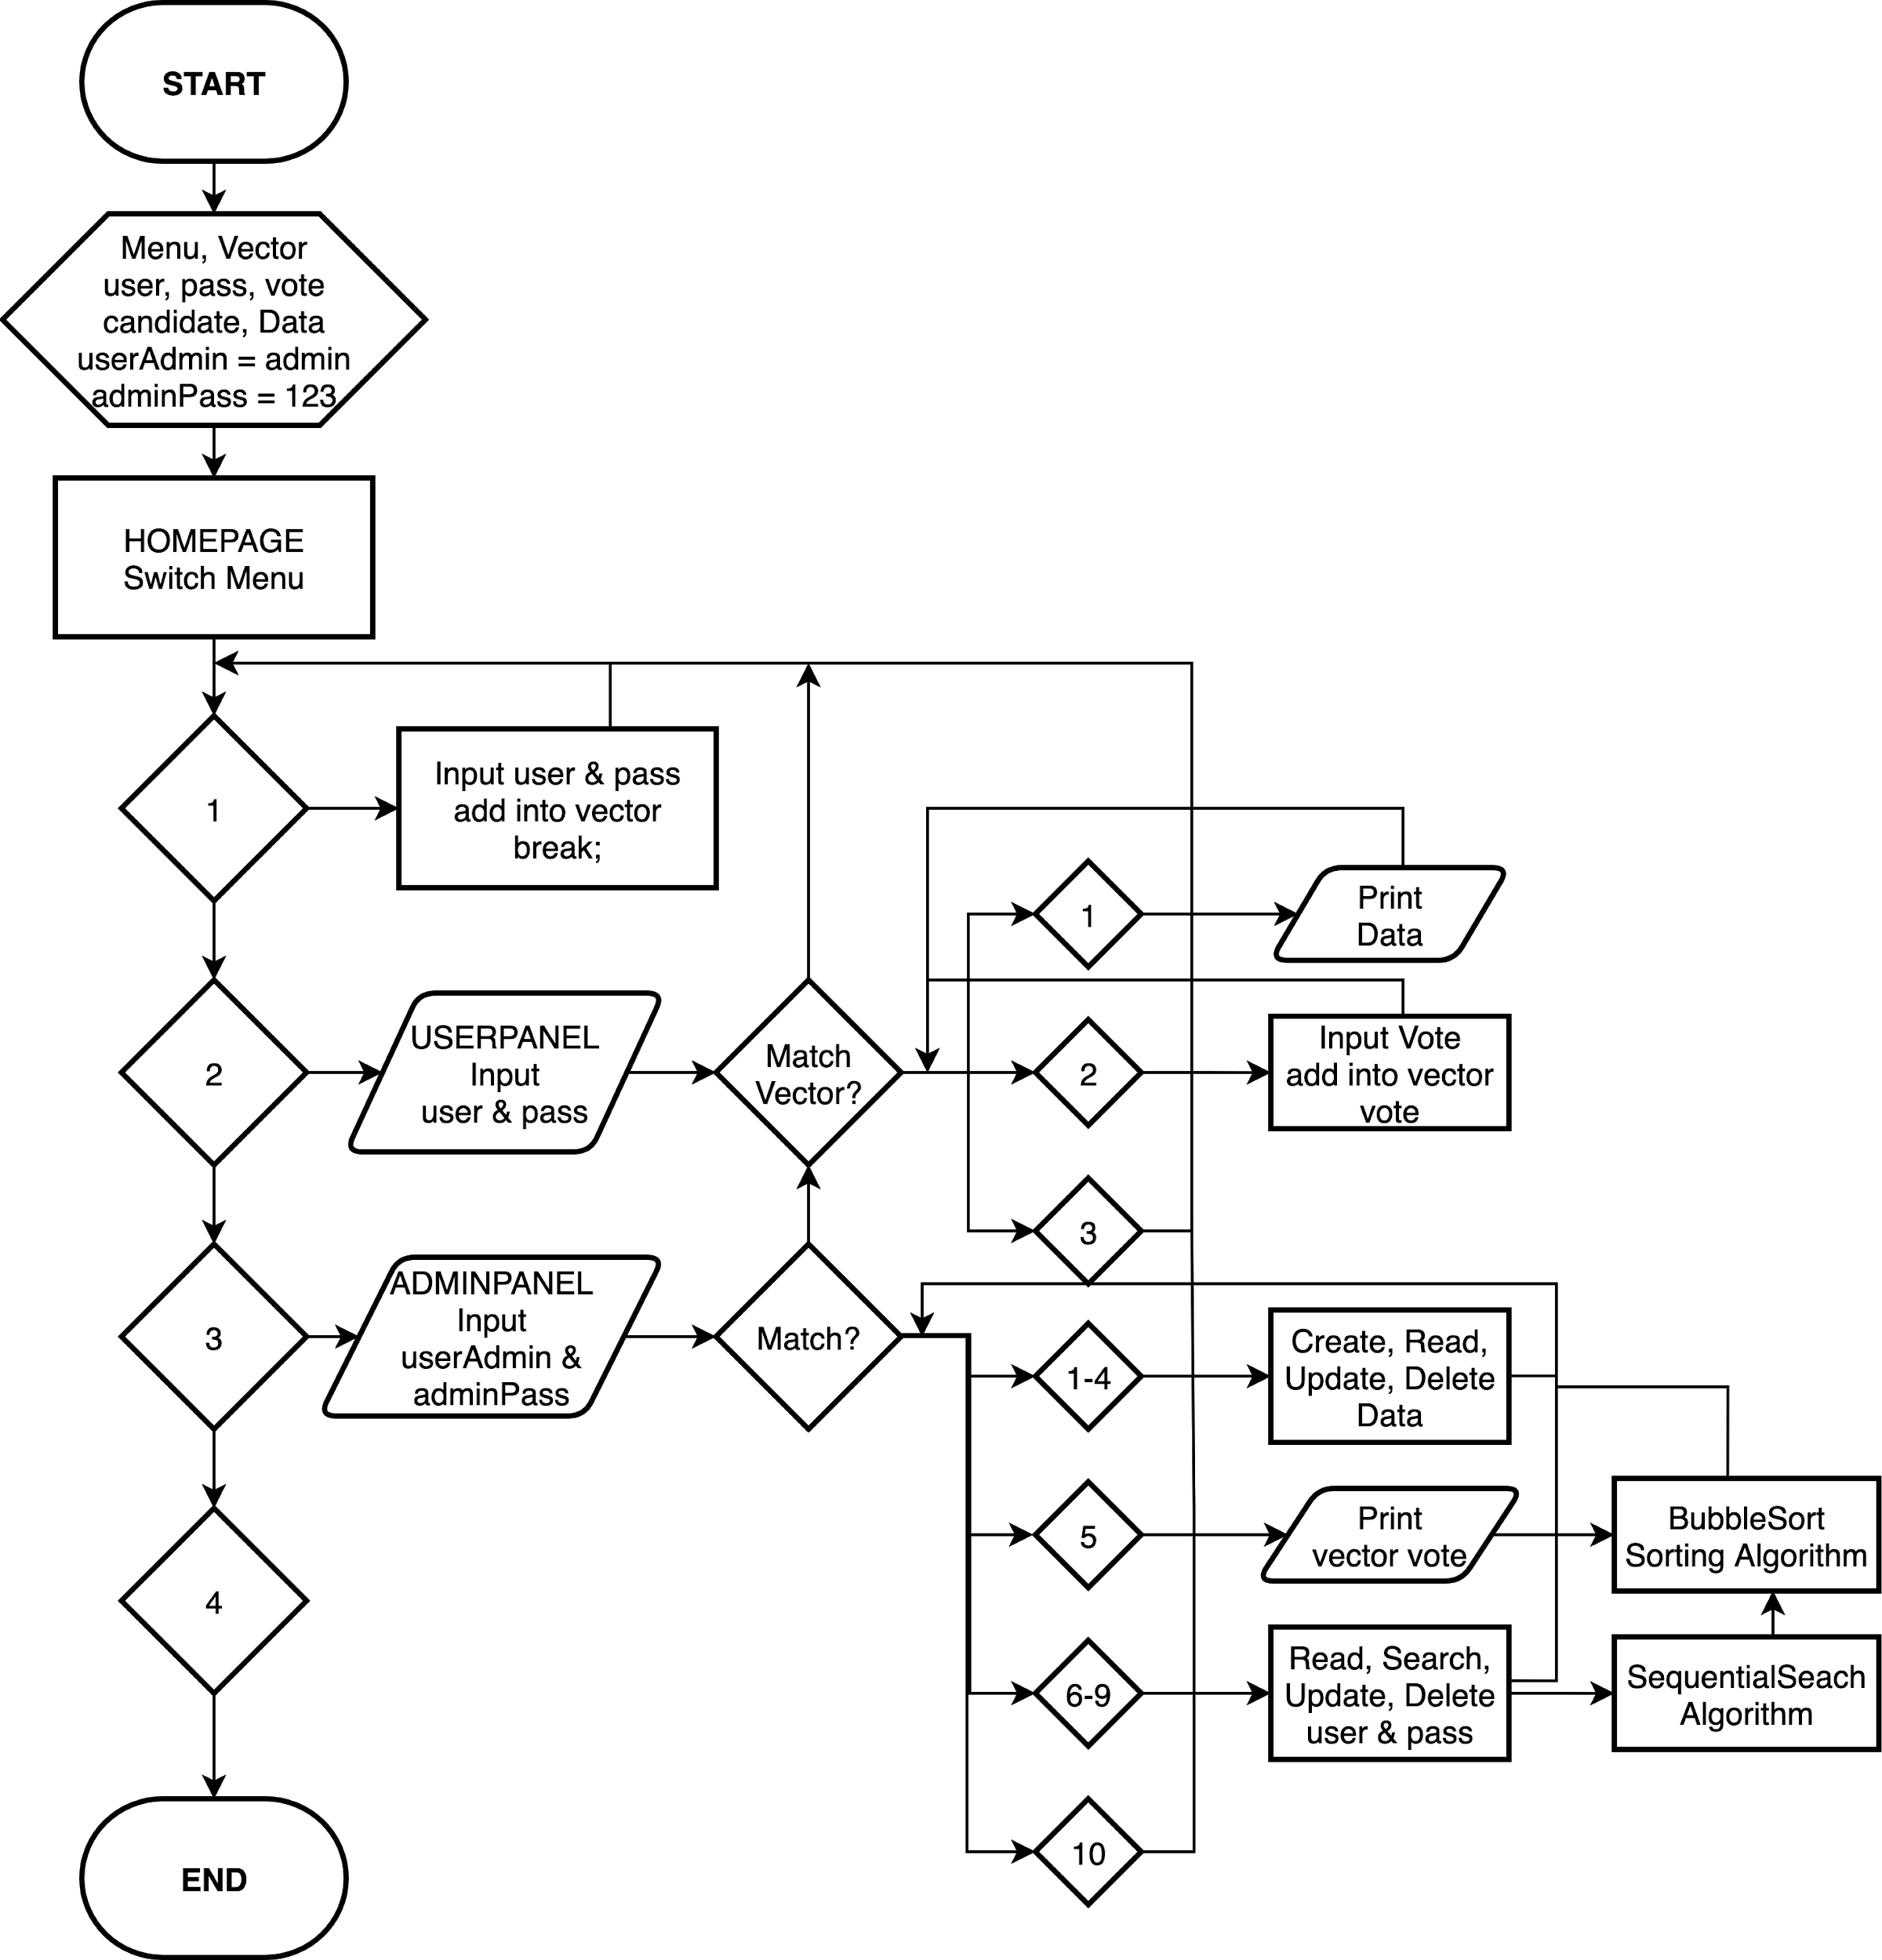 START
Menu, Vector
user, pass, vote
candidate, Data
userAdmin = admin
adminPass = 123
HOMEPAGE
Switch Menu
1
Input user & pass
add into vector
break;
1
Print
Data
2
USERPANEL
Input
user & pass
Match
Vector?
2
Input Vote
add into vector
vote
3
3
ADMINPANEL
Input
userAdmin &
adminPass
Match?
1-4
Create, Read,
Update, Delete
Data
5
Print
vector vote
BubbleSort
Sorting Algorithm
4
6-9
Read, Search,
Update, Delete
user & pass
SequentialSeach
Algorithm
10
END